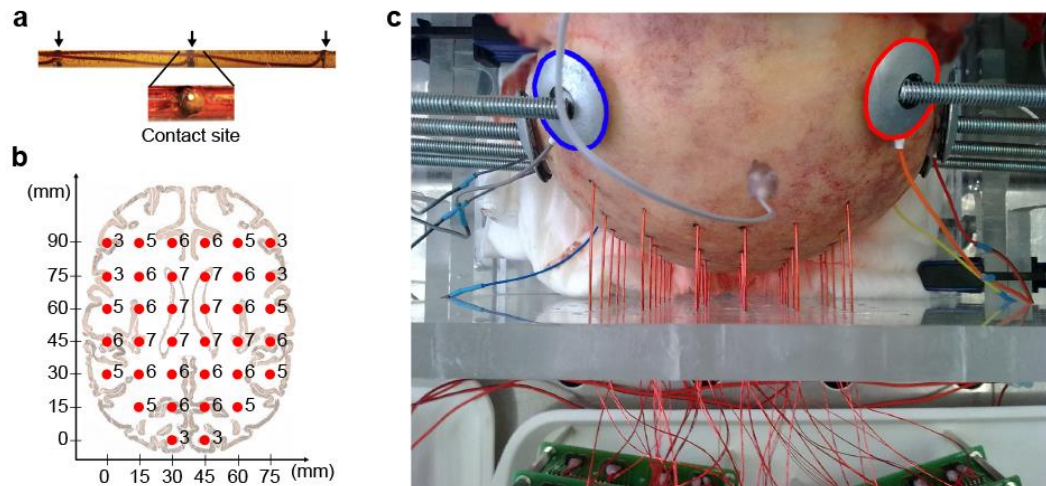 a
Contact site
b
(mm)
90 3 5 6 6 5 3
75 3 6 7 7 6 3
60 5 6 7 7 6 5
45 6 7 7 7 7 6
30 5 6 6 6 6 5
15 5 6 6 5
0 3 3
0 15 30 45 60 75
(mm)
c